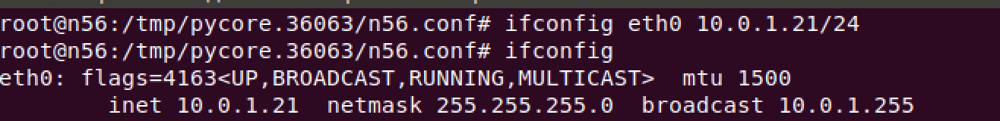 root@n56:/tmp/pycore.36063/n56.conf# ifconfig eth0 10.0.1.21/24
root@n56:/tmp/pycore.36063/n56.conf# ifconfig
eth0: flags=4163<UP,BROADCAST,RUNNING,MULTICAST>  mtu 1500
        inet 10.0.1.21  netmask 255.255.255.0  broadcast 10.0.1.255